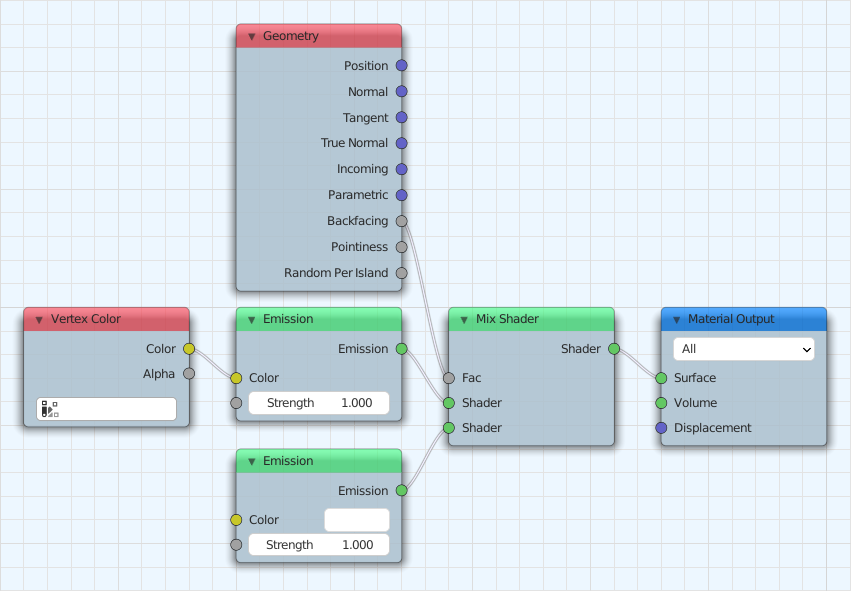 Geometry
Position
Normal
Tangent
True Normal
Incoming
Parametric
Backfacing
Pointiness
Random Per Island
Vertex Color
Color
Alpha
Emission
Emission
Color
Strength 1.000
Mix Shader
Shader
Fac
Shader
Shader
Material Output
All
Surface
Volume
Displacement
Emission
Emission
Color
Strength 1.000